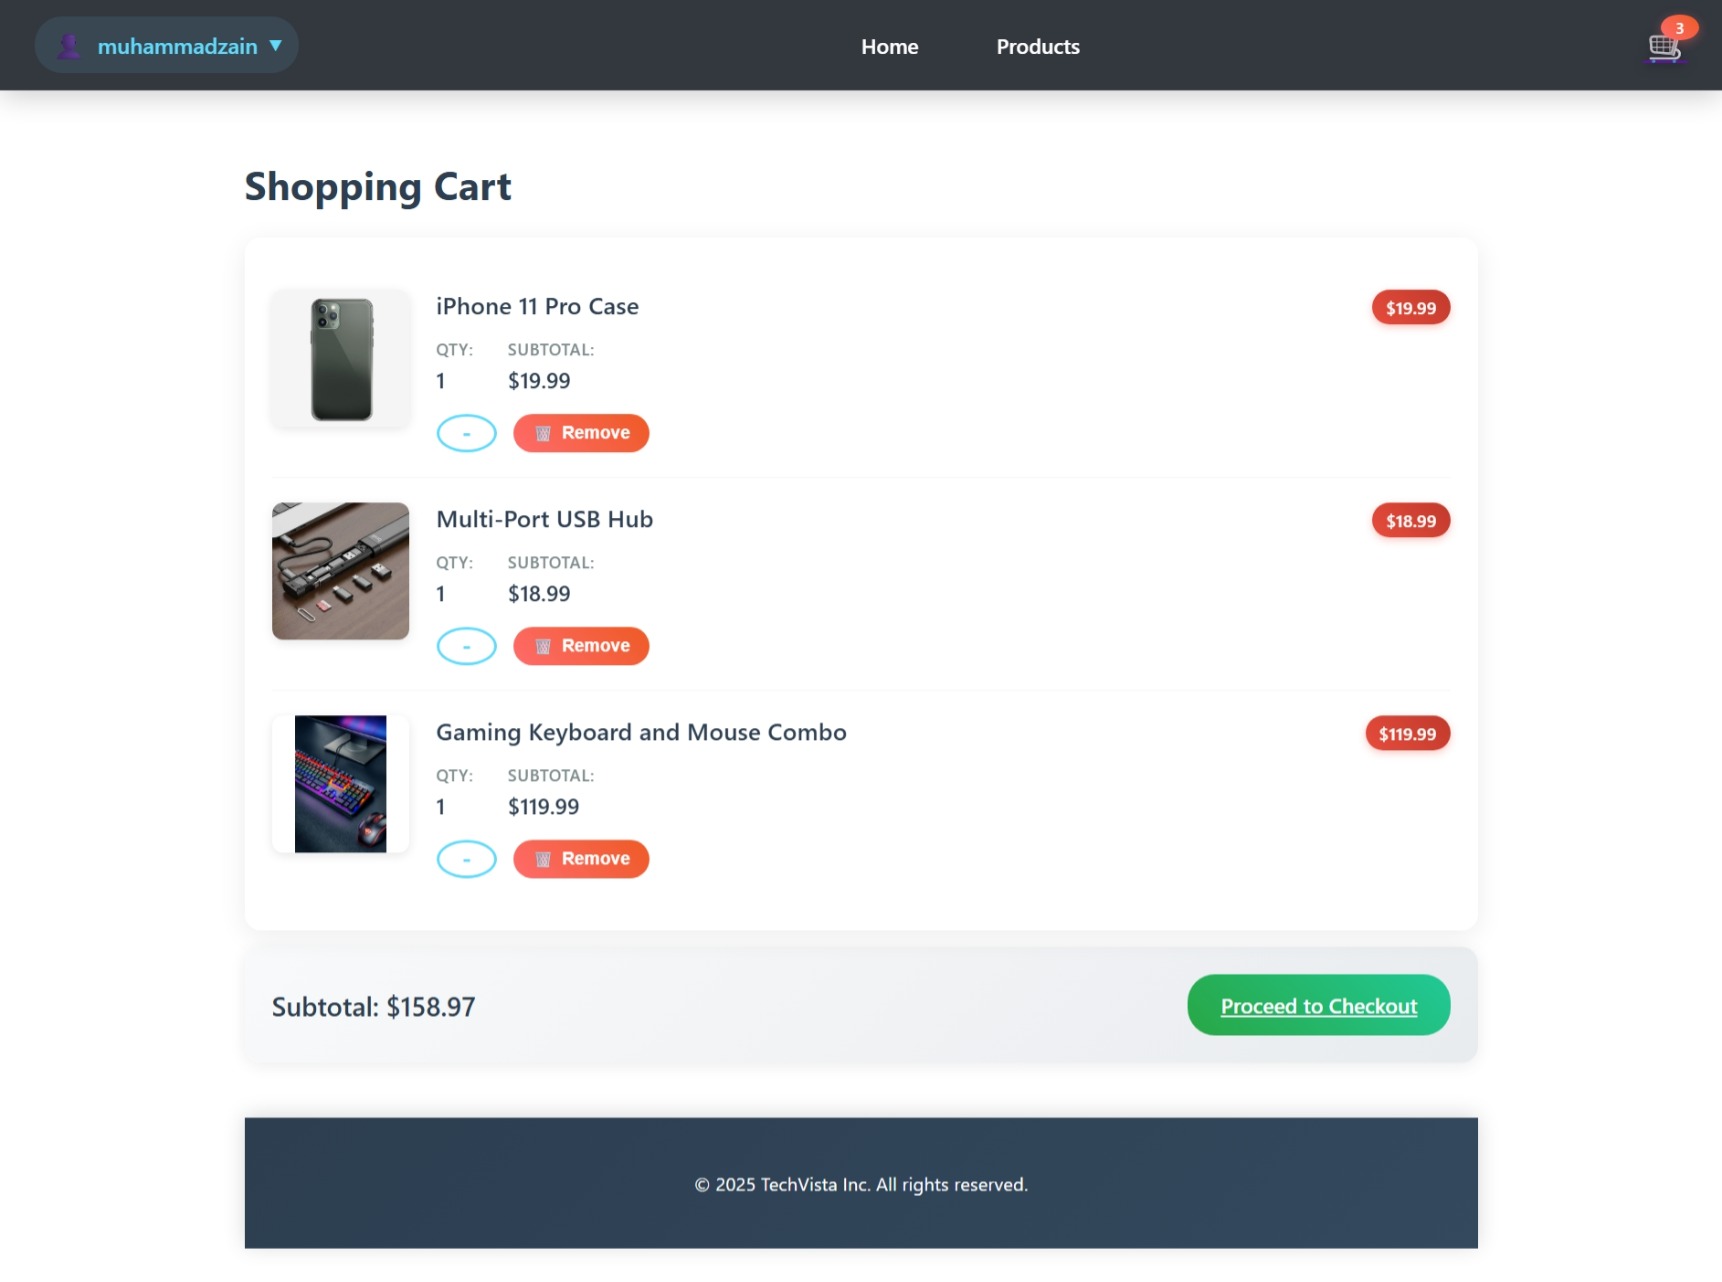 muhammadzain ▼
Home
Products
3
Shopping Cart
iPhone 11 Pro Case
$19.99
QTY: SUBTOTAL:
1 $19.99
- Remove
Multi-Port USB Hub
$18.99
QTY: SUBTOTAL:
1 $18.99
- Remove
Gaming Keyboard and Mouse Combo
$119.99
QTY: SUBTOTAL:
1 $119.99
- Remove
Subtotal: $158.97
Proceed to Checkout
© 2025 TechVista Inc. All rights reserved.